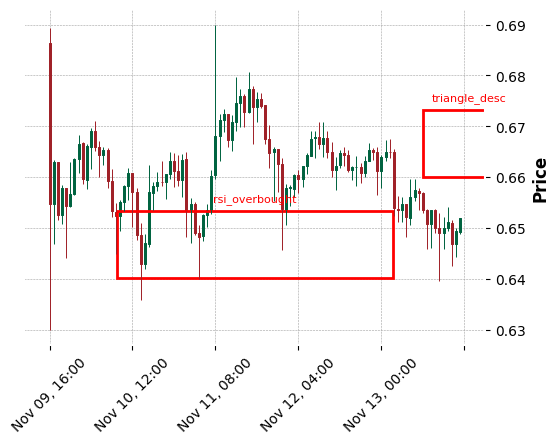 0.69
0.68
triangle_desc
0.67
0.66
rsi_overbought
0.65
0.64
0.63
Price
Nov 09, 16:00
Nov 10, 12:00
Nov 11, 08:00
Nov 12, 04:00
Nov 13, 00:00